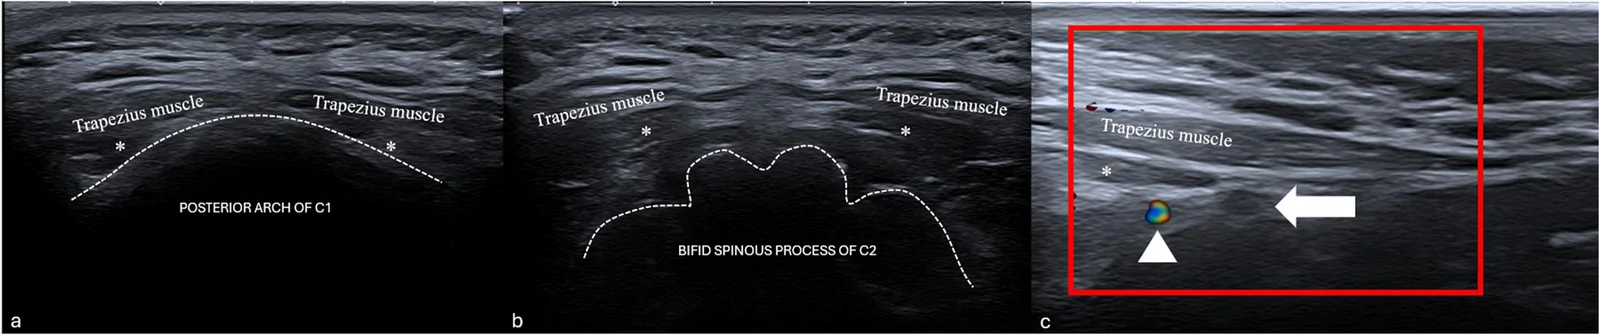 Trapezius muscle
*
Trapezius muscle
*
POSTERIOR ARCH OF C1
a
Trapezius muscle
*
Trapezius muscle
*
BIFID SPINOUS PROCESS OF C2
b
Trapezius muscle
*
c